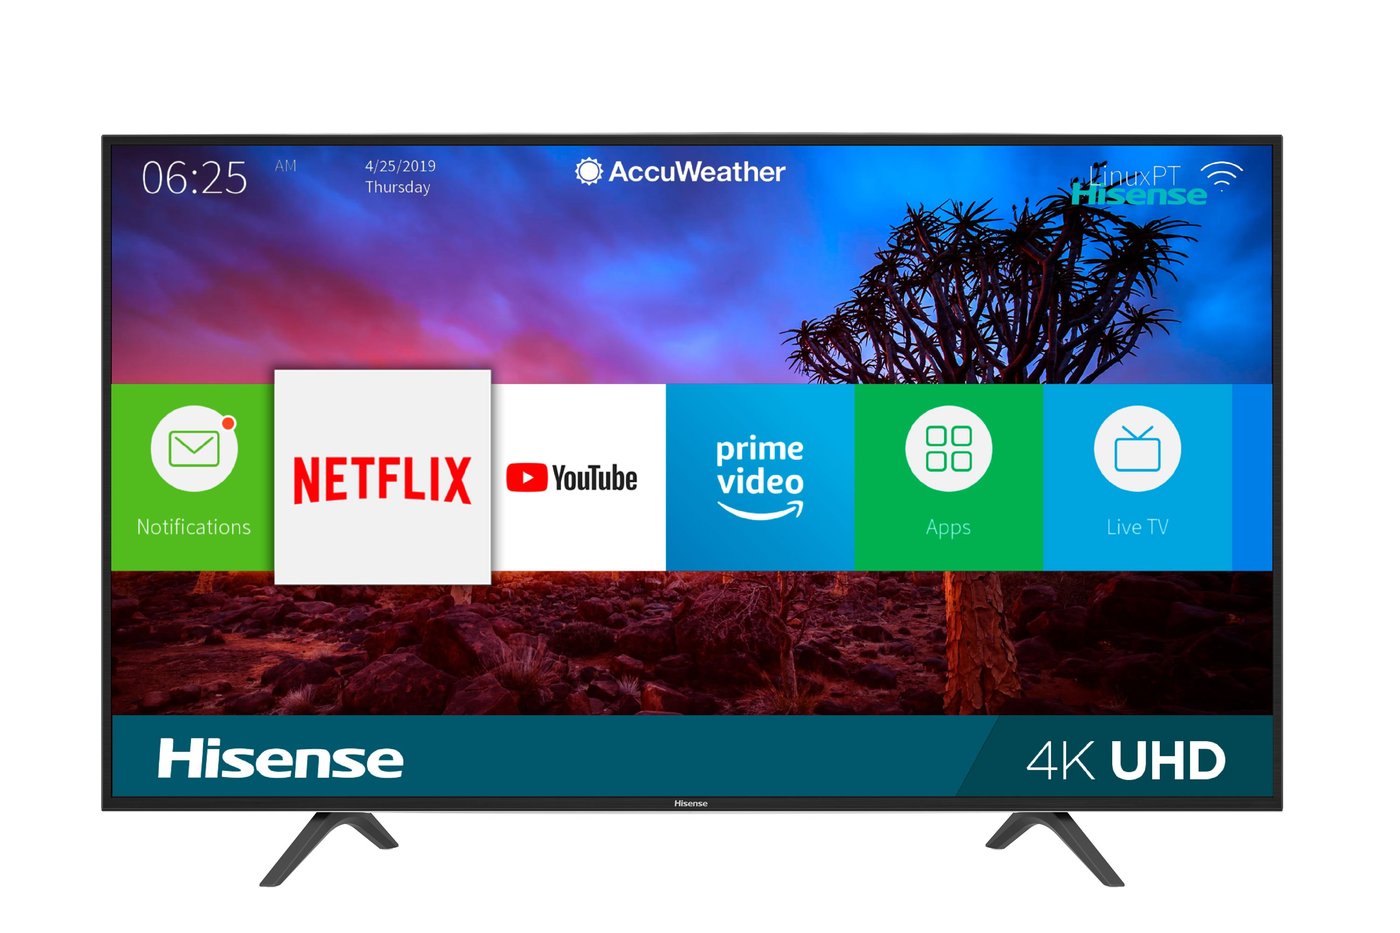 06:25 AM
4/25/2019
Thursday
AccuWeather
LinuxPT
Hisense
Notifications
NETFLIX
YouTube
prime
video
Apps
Live TV
Hisense
4K UHD
Hisense